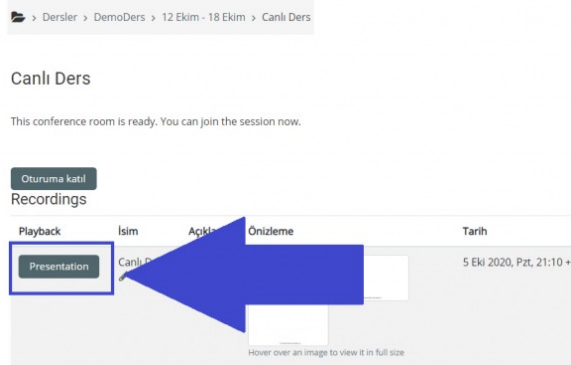 > Dersler > DemoDers > 12 Ekim - 18 Ekim > Canlı Ders
Canlı Ders
This conference room is ready. You can join the session now.
Oturuma katıl
Recordings
Playback İsim Önizleme Tarih
Presentation Canlı 5 Eki 2020, Pzt, 21:10 +
Hover over an image to view it in full size